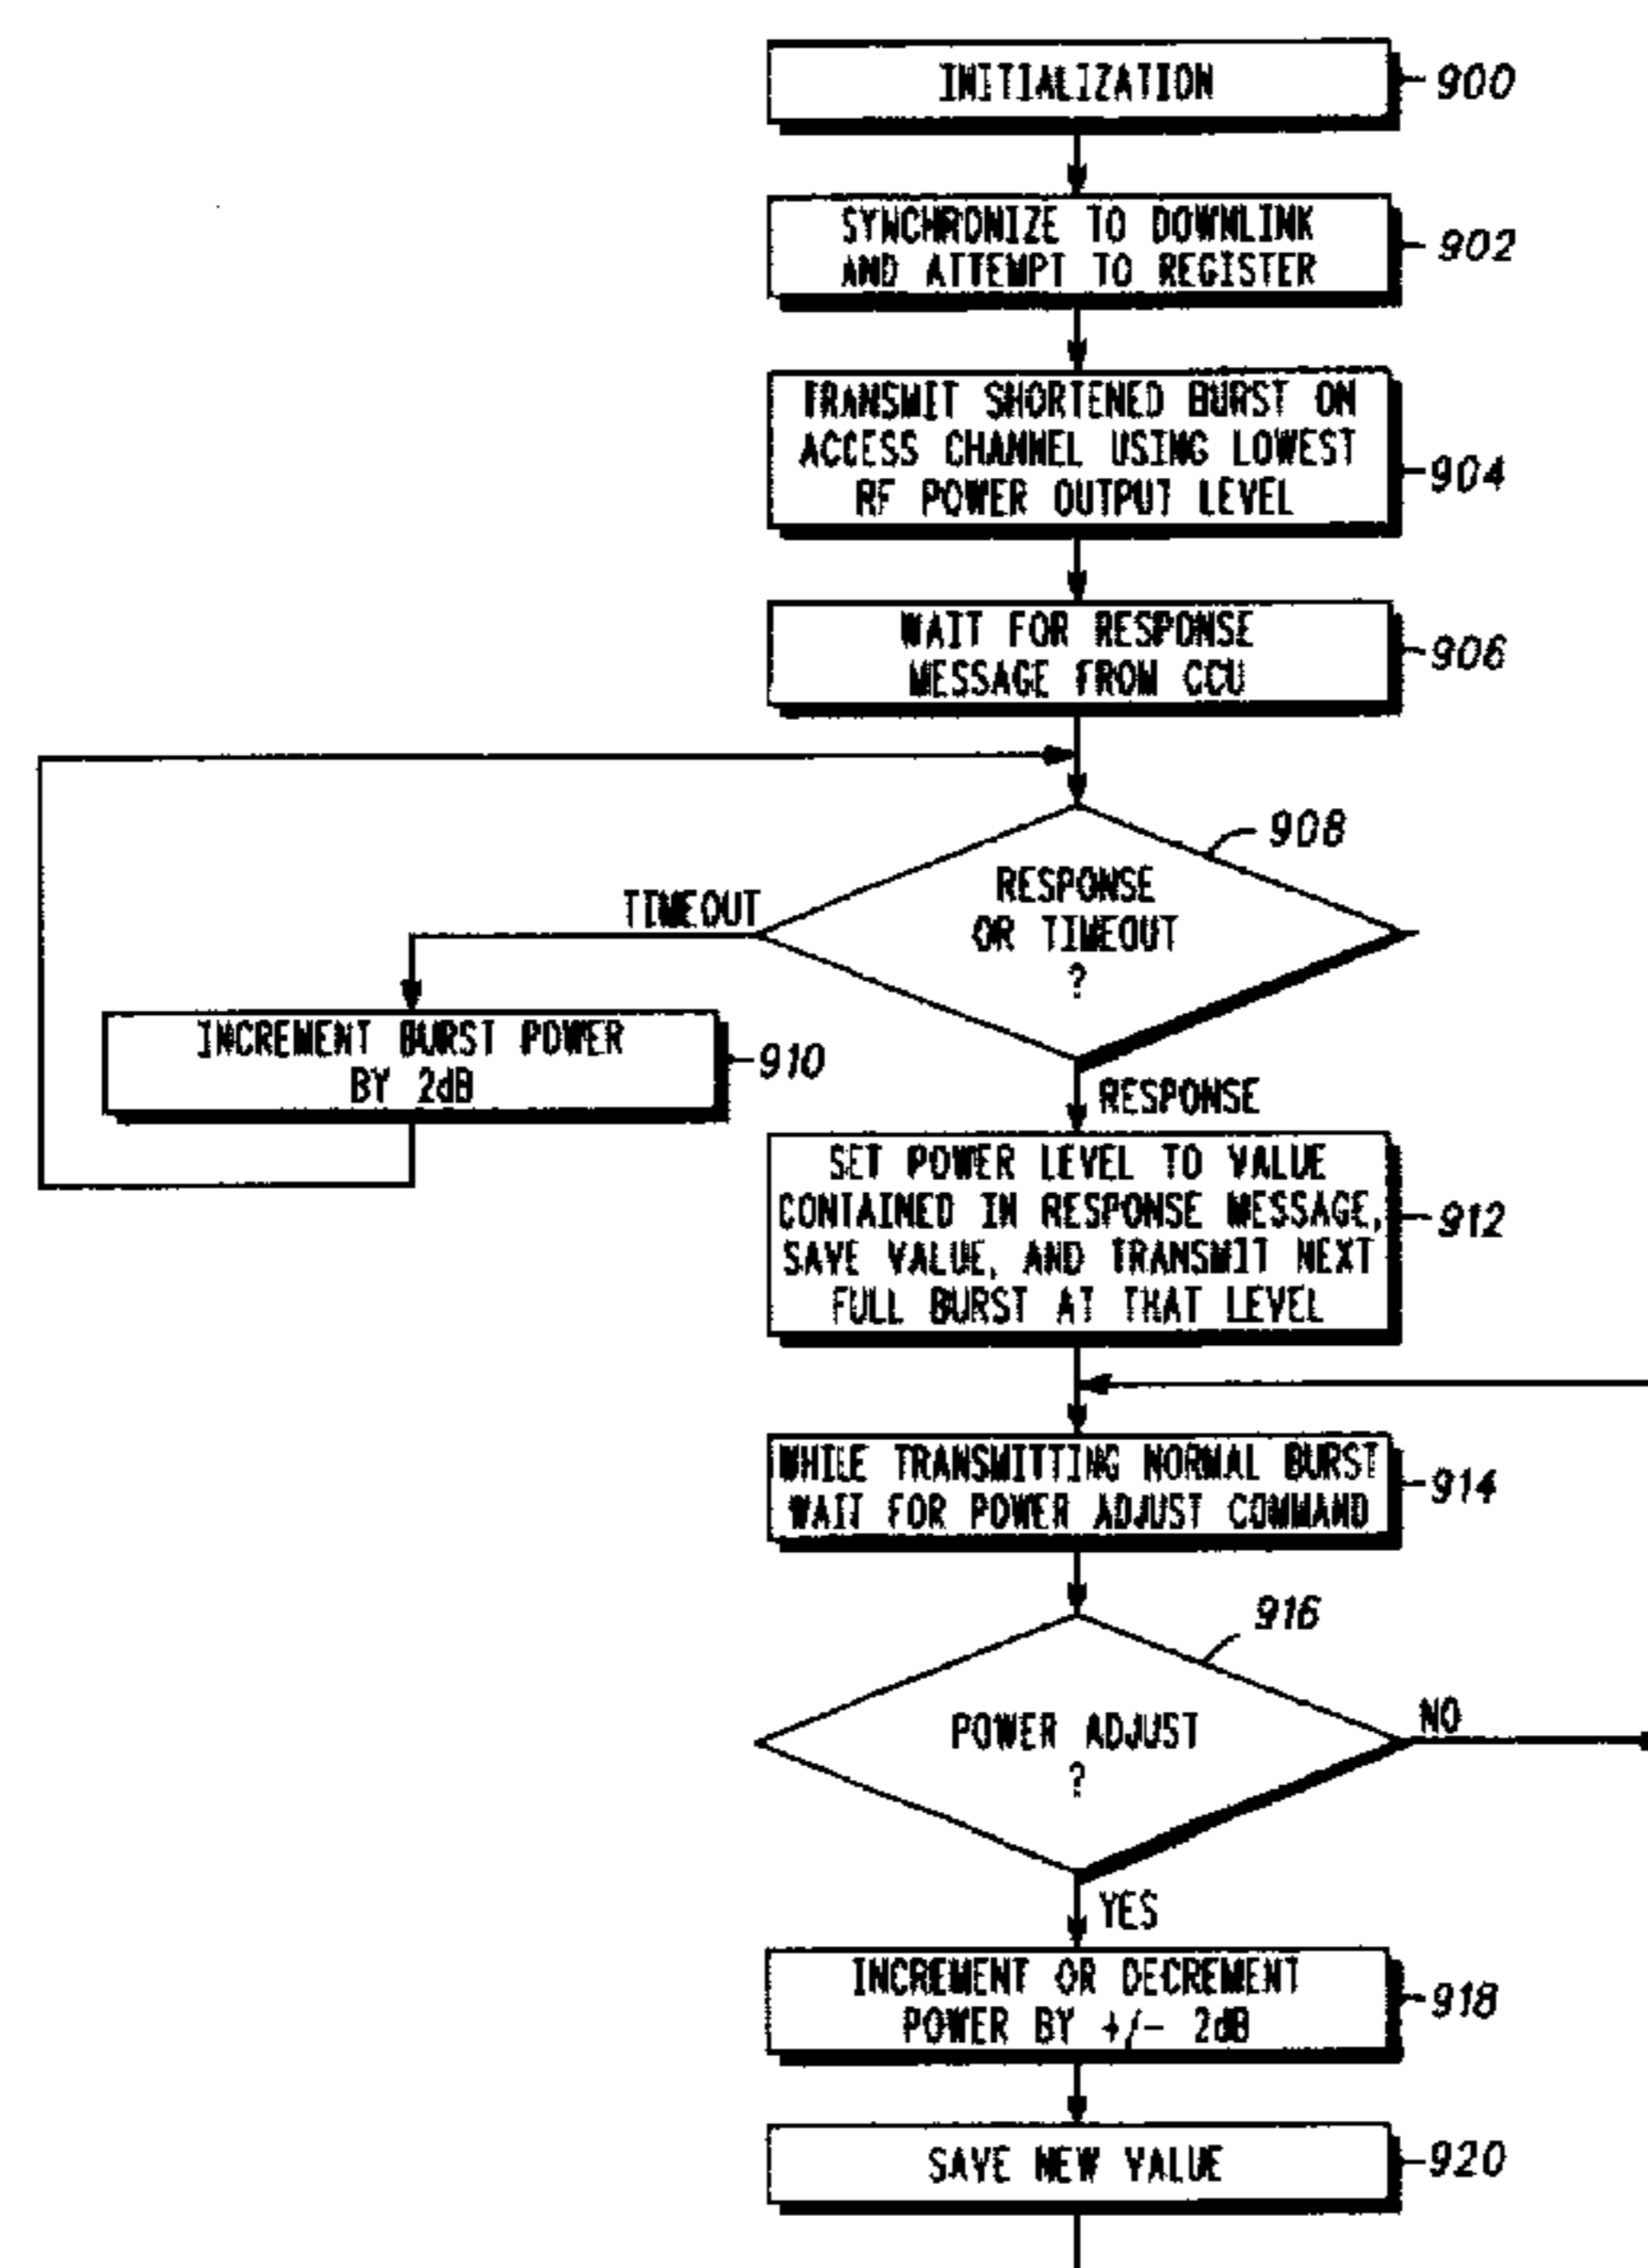 INITIALIZATION
900
SYNCHRONIZE TO DOWNLINK
AND ATTEMPT TO REGISTER
902
TRANSMIT SHORTENED BURST ON
ACCESS CHANNEL USING LOWEST
RF POWER OUTPUT LEVEL
904
WAIT FOR RESPONSE
MESSAGE FROM CCU
906
908
RESPONSE
OR TIMEOUT
?
TIMEOUT
INCREMENT BURST POWER
BY 2dB
910
RESPONSE
SET POWER LEVEL TO VALUE
CONTAINED IN RESPONSE MESSAGE,
SAVE VALUE, AND TRANSMIT NEXT
FULL BURST AT THAT LEVEL
912
WHILE TRANSMITTING NORMAL BURST
WAIT FOR POWER ADJUST COMMAND
914
916
POWER ADJUST
?
NO
YES
INCREMENT OR DECREMENT
POWER BY +/- 2dB
918
SAVE NEW VALUE
920